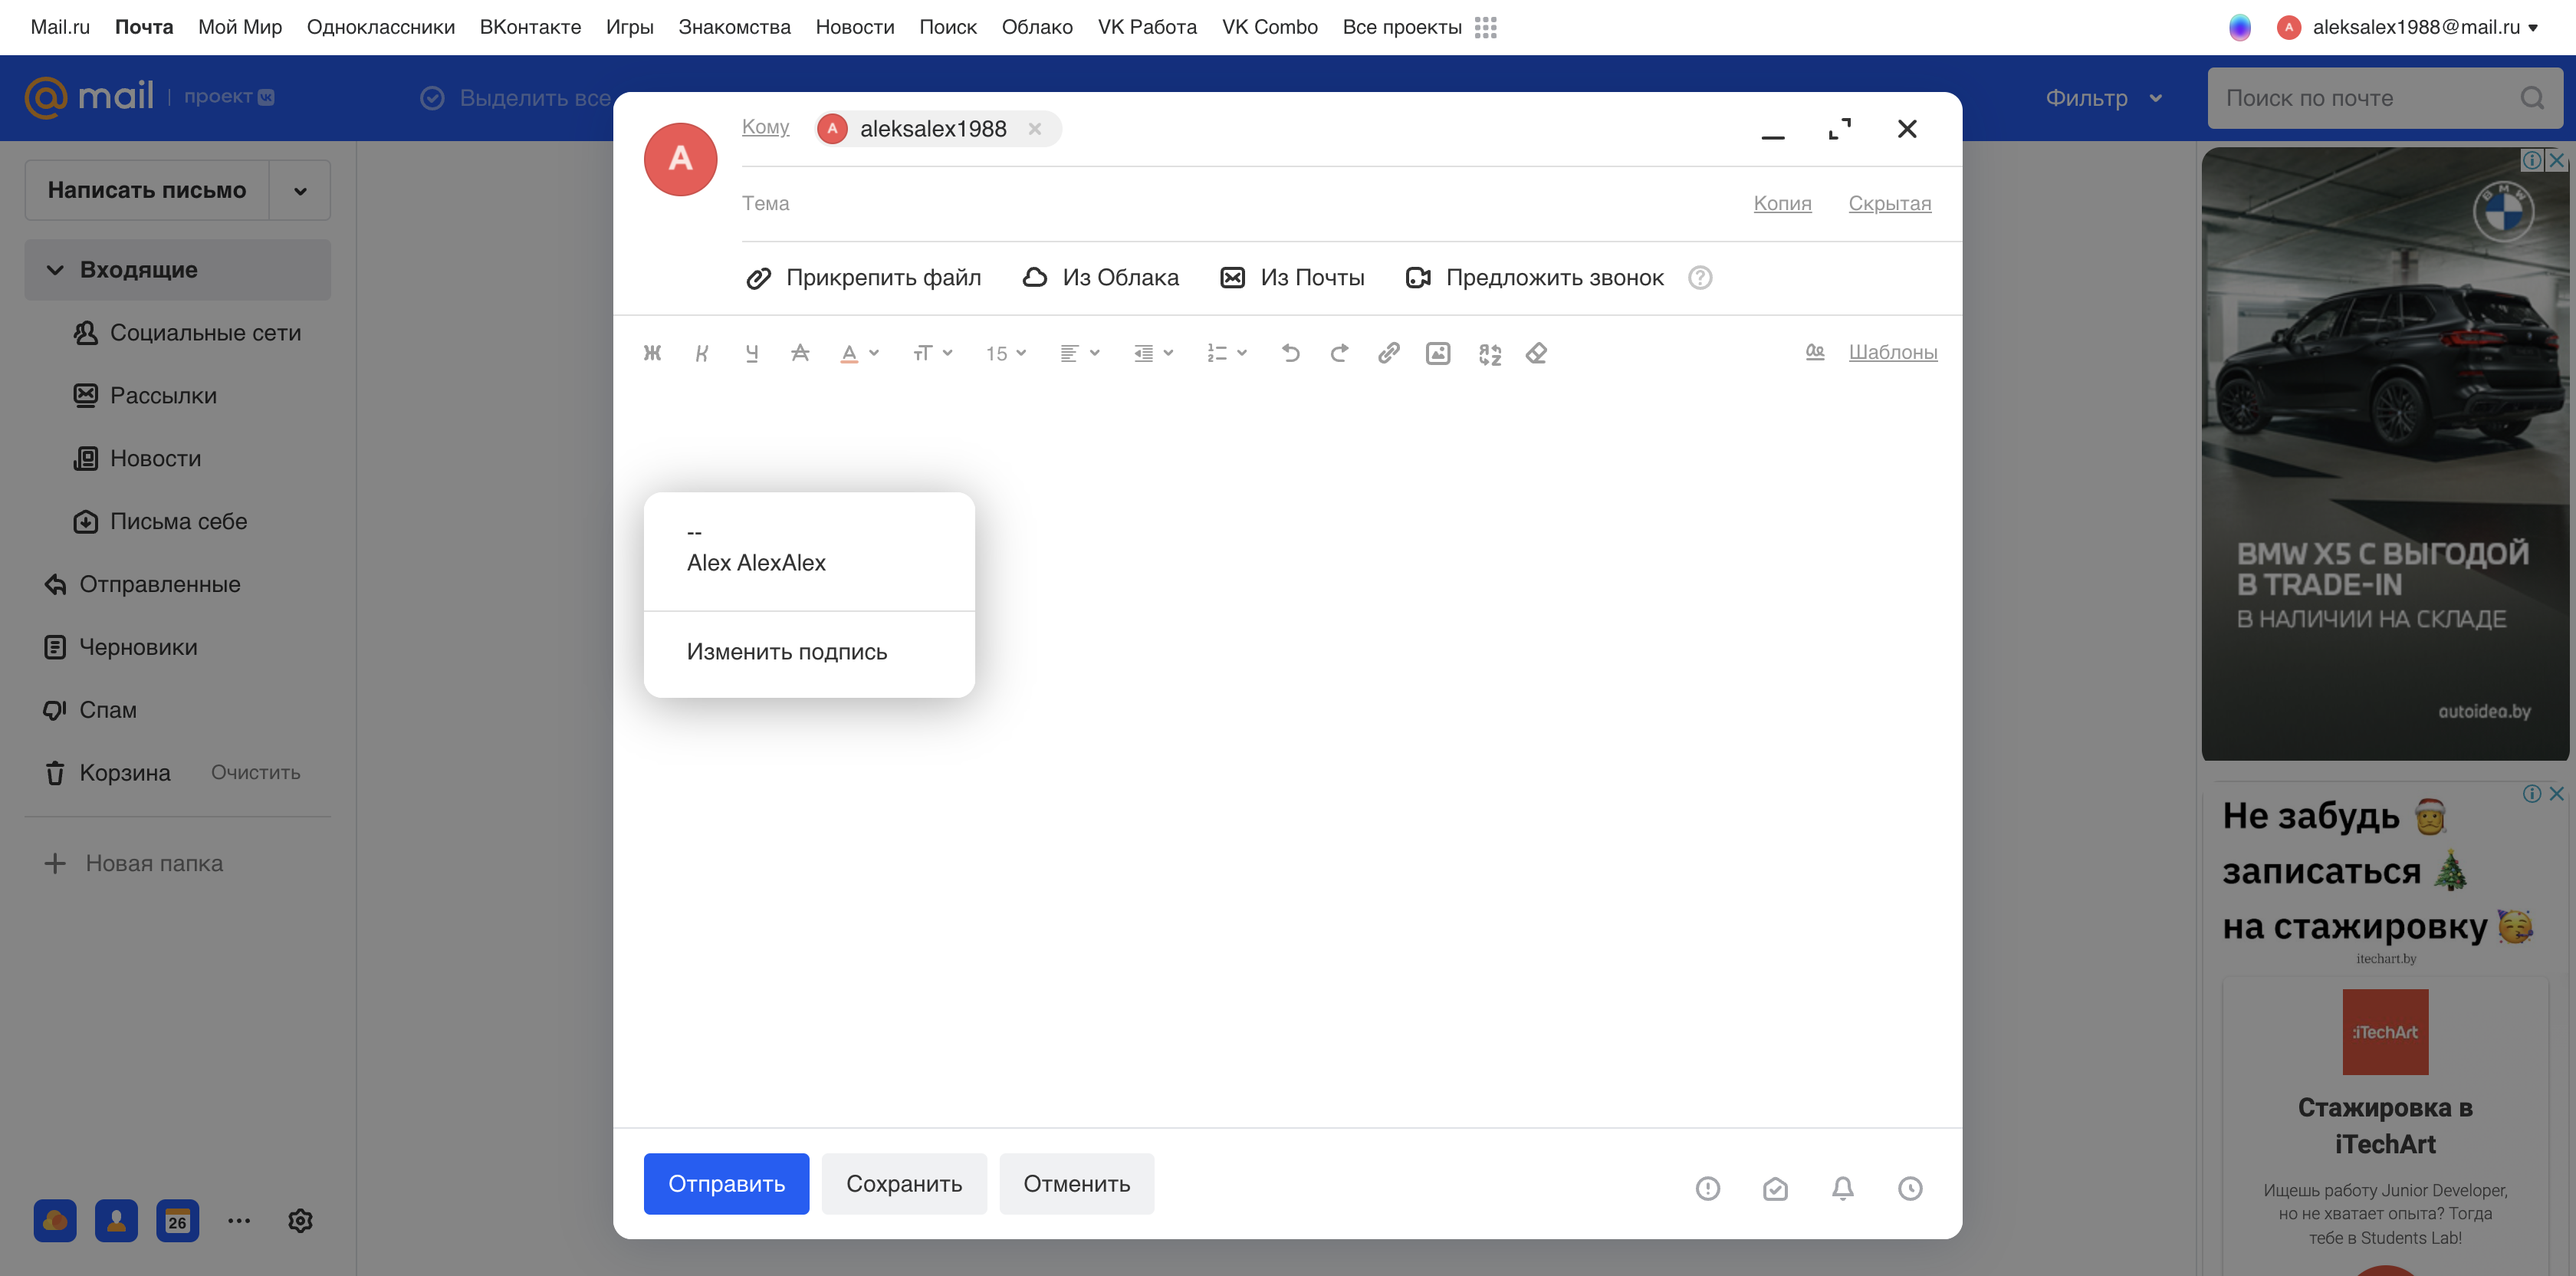 Mail.ru Почта Мой Мир Одноклассники ВКонтакте Игры Знакомства Новости Поиск Облако VK Работа VK Combo Все проекты
A aleksalex1988@mail.ru
@mail проект
Выделить все
Фильтр
Поиск по почте
Написать письмо
Входящие
Социальные сети
Рассылки
Новости
Письма себе
Отправленные
Черновики
Спам
Корзина Очистить
Новая папка
26
A
Кому A aleksalex1988
Тема Копия Скрытая
Прикрепить файл Из Облака Из Почты Предложить звонок ?
Ж К Ч А А тТ 15
Шаблоны
--
Alex AlexAlex
Изменить подпись
Отправить Сохранить Отменить
BMW
BMW X5 С ВЫГОДОЙ
В TRADE-IN
В НАЛИЧИИ НА СКЛАДЕ
autoidea.by
Не забудь
записаться
на стажировку
itechart.by
:iTechArt
Стажировка в
iTechArt
Ищешь работу Junior Developer,
но не хватает опыта? Тогда
тебе в Students Lab!